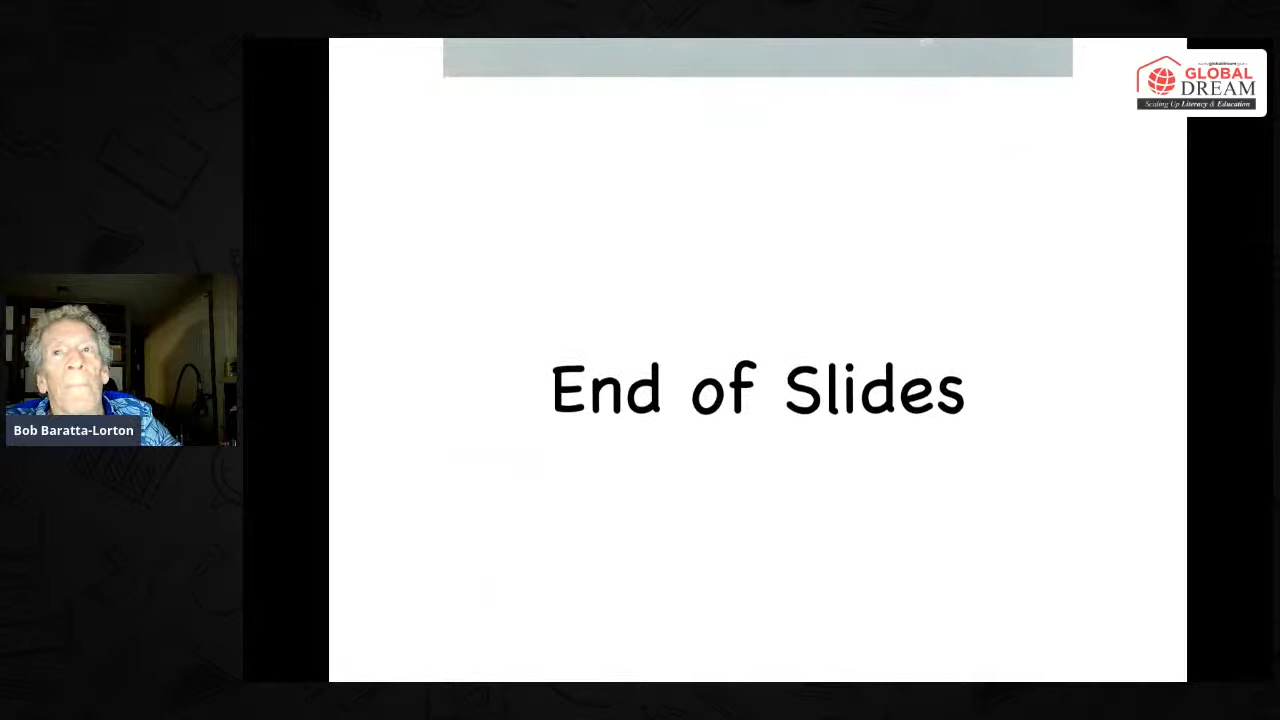 GLOBAL
DREAM
Scaling Up Literacy & Education
End of Slides
Bob Baratta-Lorton